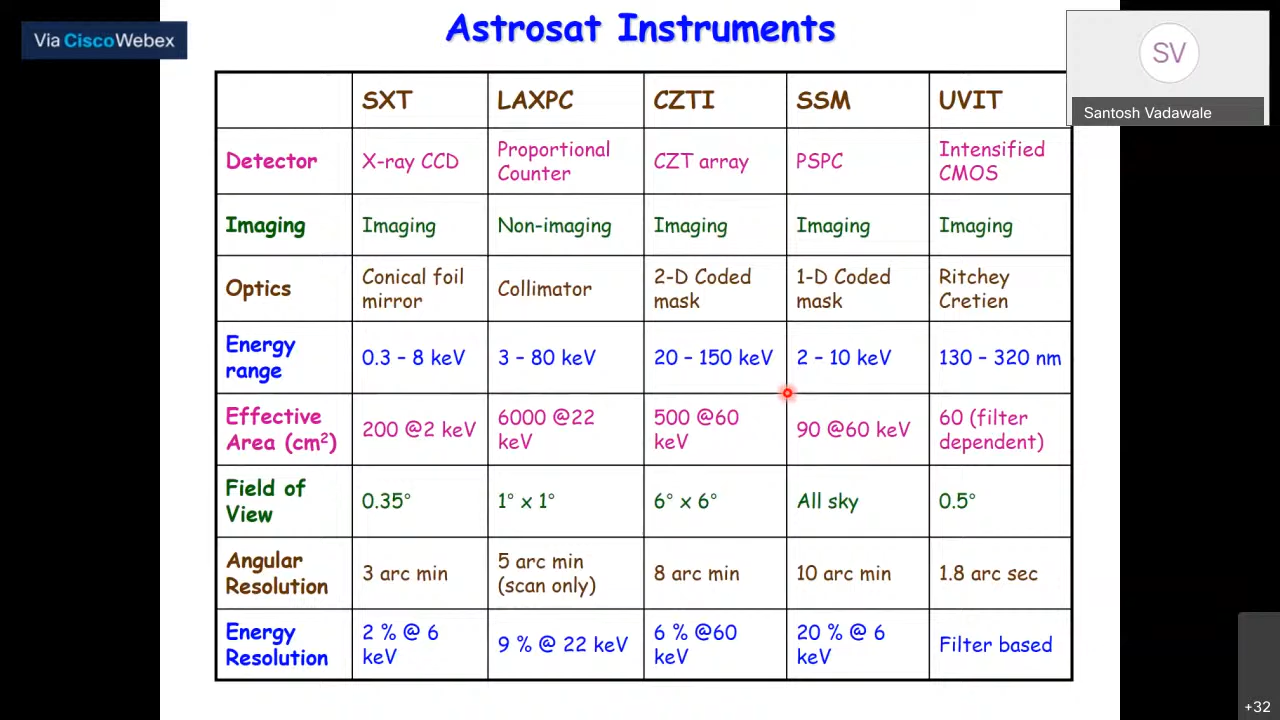 Via Cisco Webex
Astrosat Instruments
SV
Santosh Vadawale
SXT LAXPC CZTI SSM UVIT
Detector X-ray CCD Proportional Counter CZT array PSPC Intensified CMOS
Imaging Imaging Non-imaging Imaging Imaging Imaging
Optics Conical foil mirror Collimator 2-D Coded mask 1-D Coded mask Ritchey Cretien
Energy range 0.3 – 8 keV 3 – 80 keV 20 – 150 keV 2 – 10 keV 130 – 320 nm
Effective Area (cm²) 200 @2 keV 6000 @22 keV 500 @60 keV 90 @60 keV 60 (filter dependent)
Field of View 0.35° 1° x 1° 6° x 6° All sky 0.5°
Angular Resolution 3 arc min 5 arc min (scan only) 8 arc min 10 arc min 1.8 arc sec
Energy Resolution 2 % @ 6 keV 9 % @ 22 keV 6 % @60 keV 20 % @ 6 keV Filter based
+32